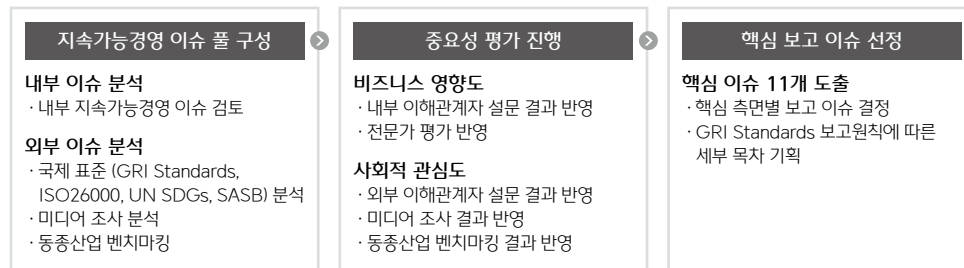 지속가능경영 이슈 풀 구성
내부 이슈 분석
· 내부 지속가능경영 이슈 검토
외부 이슈 분석
· 국제 표준 (GRI Standards,
ISO26000, UN SDGs, SASB) 분석
· 미디어 조사 분석
· 동종산업 벤치마킹
중요성 평가 진행
비즈니스 영향도
· 내부 이해관계자 설문 결과 반영
· 전문가 평가 반영
사회적 관심도
· 외부 이해관계자 설문 결과 반영
· 미디어 조사 결과 반영
· 동종산업 벤치마킹 결과 반영
핵심 보고 이슈 선정
핵심 이슈 11개 도출
· 핵심 측면별 보고 이슈 결정
· GRI Standards 보고원칙에 따른
세부 목차 기획